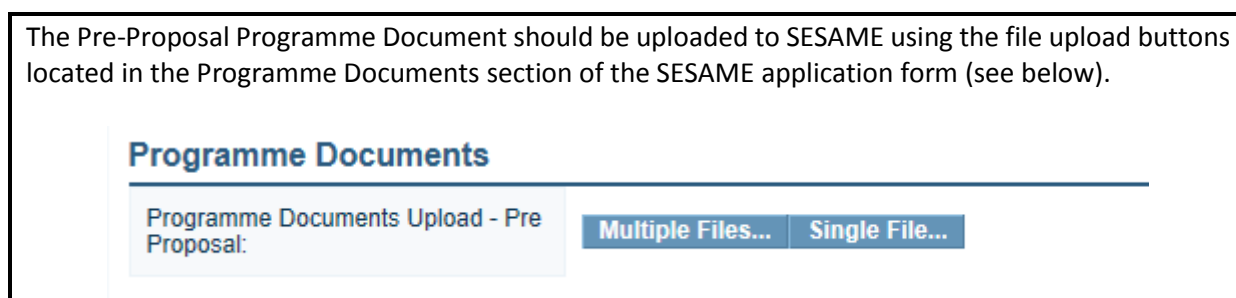 The Pre-Proposal Programme Document should be uploaded to SESAME using the file upload buttons
located in the Programme Documents section of the SESAME application form (see below).
Programme Documents
Programme Documents Upload - Pre
Proposal:
Multiple Files... Single File...